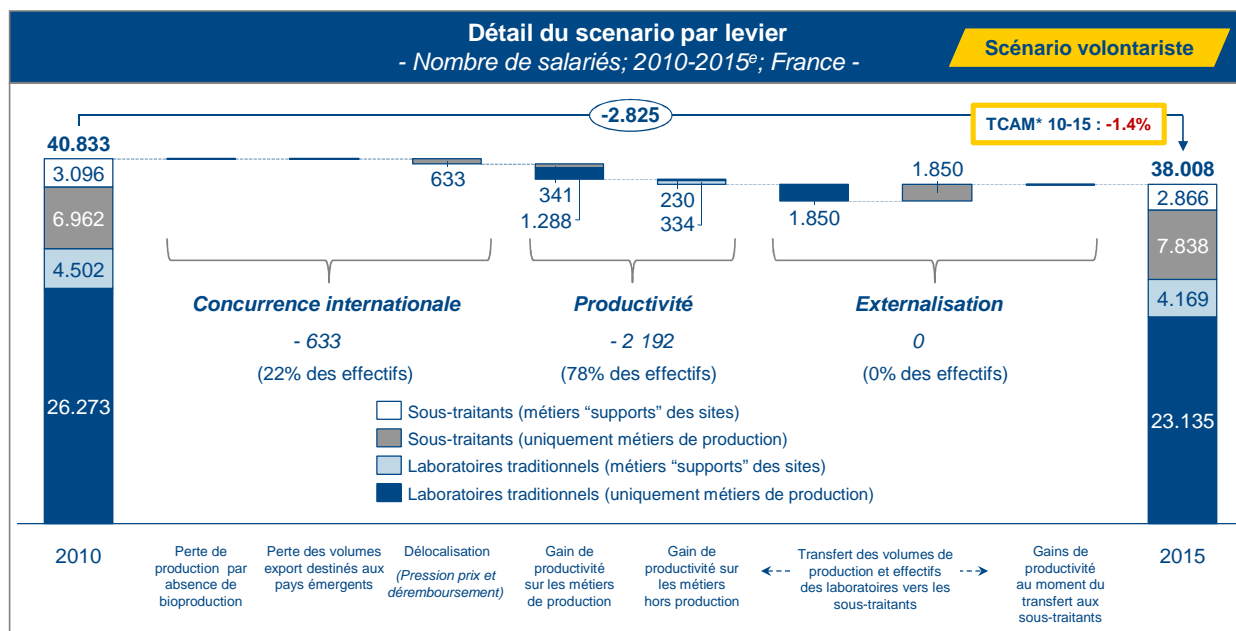 Détail du scenario par levier
- Nombre de salariés; 2010-2015e; France -
Scénario volontariste
-2.825
TCAM* 10-15 : -1.4%
40.833
38.008
3.096
6.962
4.502
26.273
633
341
1.288
230
334
1.850
1.850
2.866
7.838
4.169
23.135
Concurrence internationale
- 633
(22% des effectifs)
Productivité
- 2 192
(78% des effectifs)
Externalisation
0
(0% des effectifs)
Sous-traitants (métiers “supports” des sites)
Sous-traitants (uniquement métiers de production)
Laboratoires traditionnels (métiers “supports” des sites)
Laboratoires traditionnels (uniquement métiers de production)
2010
Perte de
production par
absence de
bioproduction
Perte des volumes
export destinés aux
pays émergents
Délocalisation
(Pression prix et
déremboursement)
Gain de
productivité
sur les métiers
de production
Gain de
productivité sur
les métiers
hors production
Transfert des volumes de
production et effectifs
des laboratoires vers les
sous-traitants
Gains de
productivité
au moment du
transfert aux
sous-traitants
2015